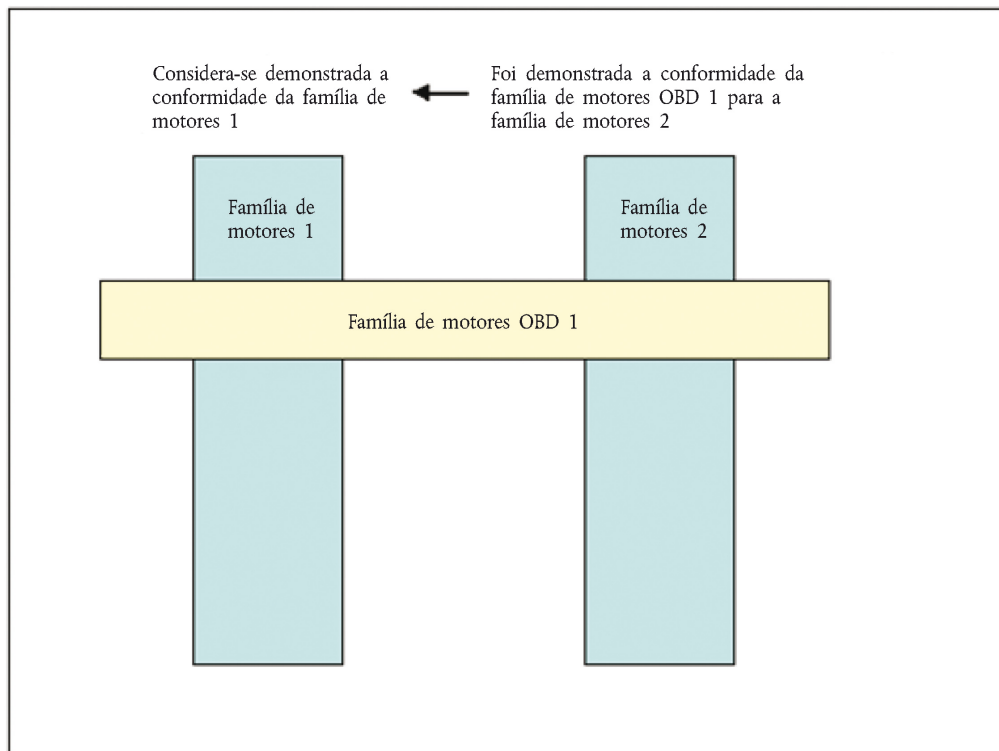 Considera-se demonstrada a
conformidade da família de
motores 1
Foi demonstrada a conformidade da
família de motores OBD 1 para a
família de motores 2
Família de
motores 1
Família de
motores 2
Família de motores OBD 1